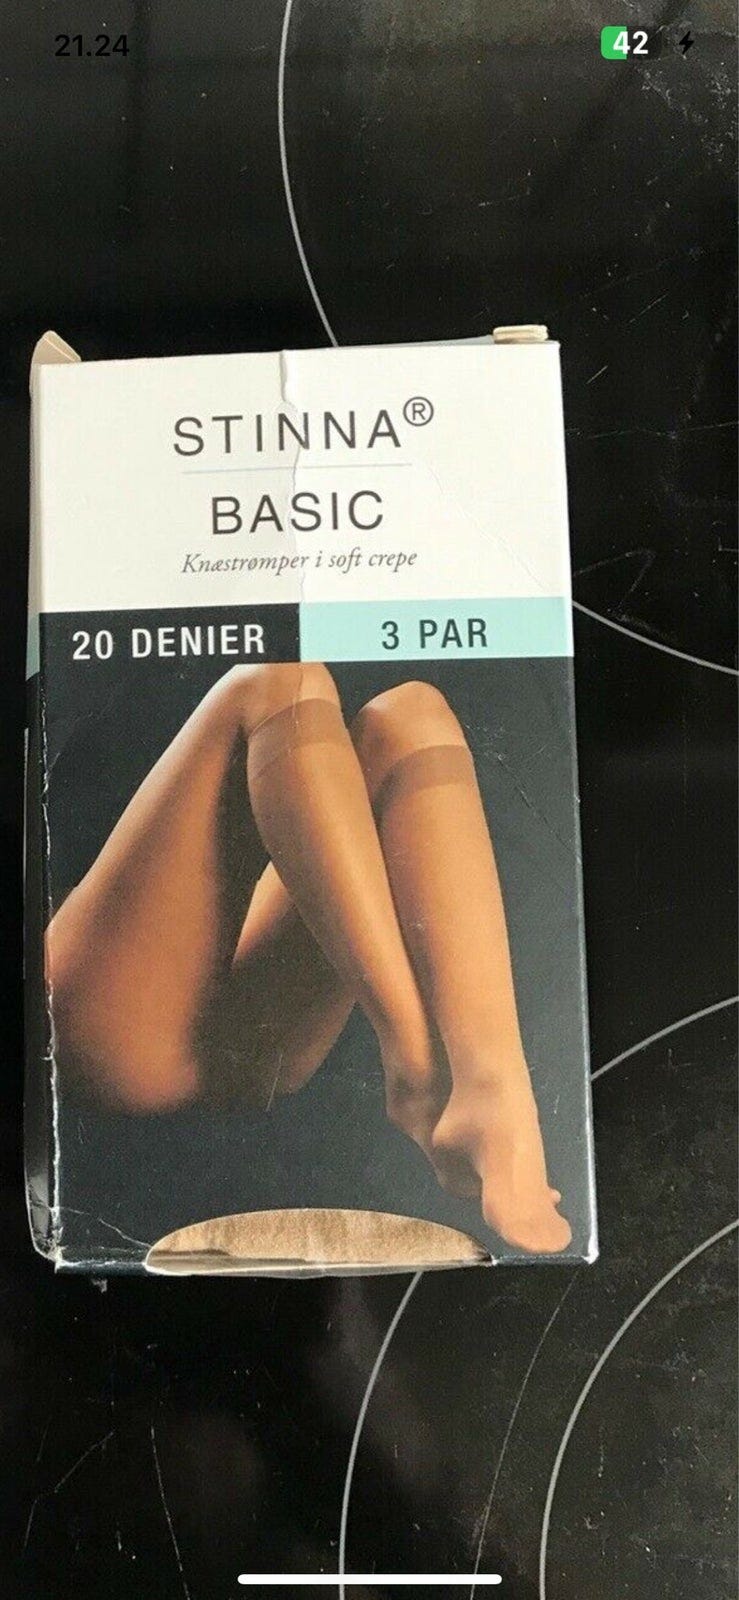 21.24
42
STINNA®
BASIC
Knæstrømper i soft crepe
20 DENIER
3 PAR